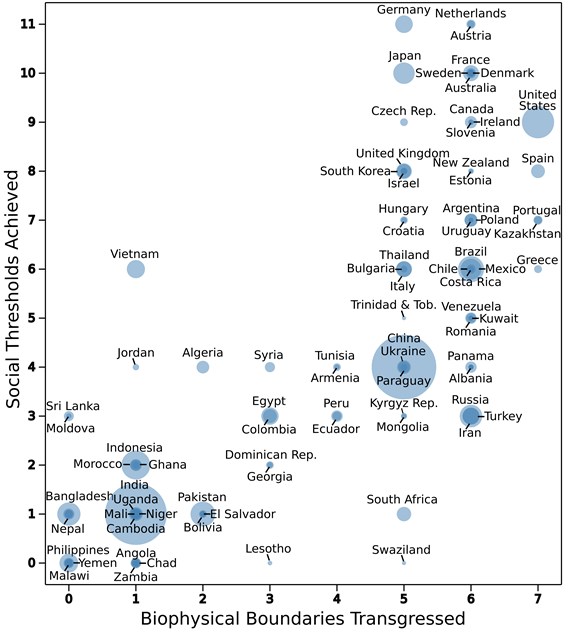 Social Thresholds Achieved
11
10
9
8
7
6
5
4
3
2
1
0
Germany
Netherlands
Austria
Japan
France
Sweden
Denmark
Australia
United
States
Czech Rep.
Canada
Ireland
Slovenia
United Kingdom
South Korea
Israel
New Zealand
Estonia
Spain
Hungary
Croatia
Argentina
Poland
Uruguay
Portugal
Kazakhstan
Vietnam
Thailand
Bulgaria
Italy
Brazil
Chile
Mexico
Costa Rica
Greece
Trinidad & Tob.
Venezuela
Kuwait
Romania
Jordan
Algeria
Syria
Tunisia
Armenia
China
Ukraine
Paraguay
Panama
Albania
Sri Lanka
Moldova
Egypt
Colombia
Peru
Ecuador
Kyrgyz Rep.
Mongolia
Russia
Turkey
Iran
Indonesia
Morocco
Ghana
Dominican Rep.
Georgia
Bangladesh
Nepal
India
Uganda
Mali
Niger
Cambodia
Pakistan
El Salvador
Bolivia
South Africa
Philippines
Yemen
Malawi
Angola
Chad
Zambia
Lesotho
Swaziland
0 1 2 3 4 5 6 7
Biophysical Boundaries Transgressed